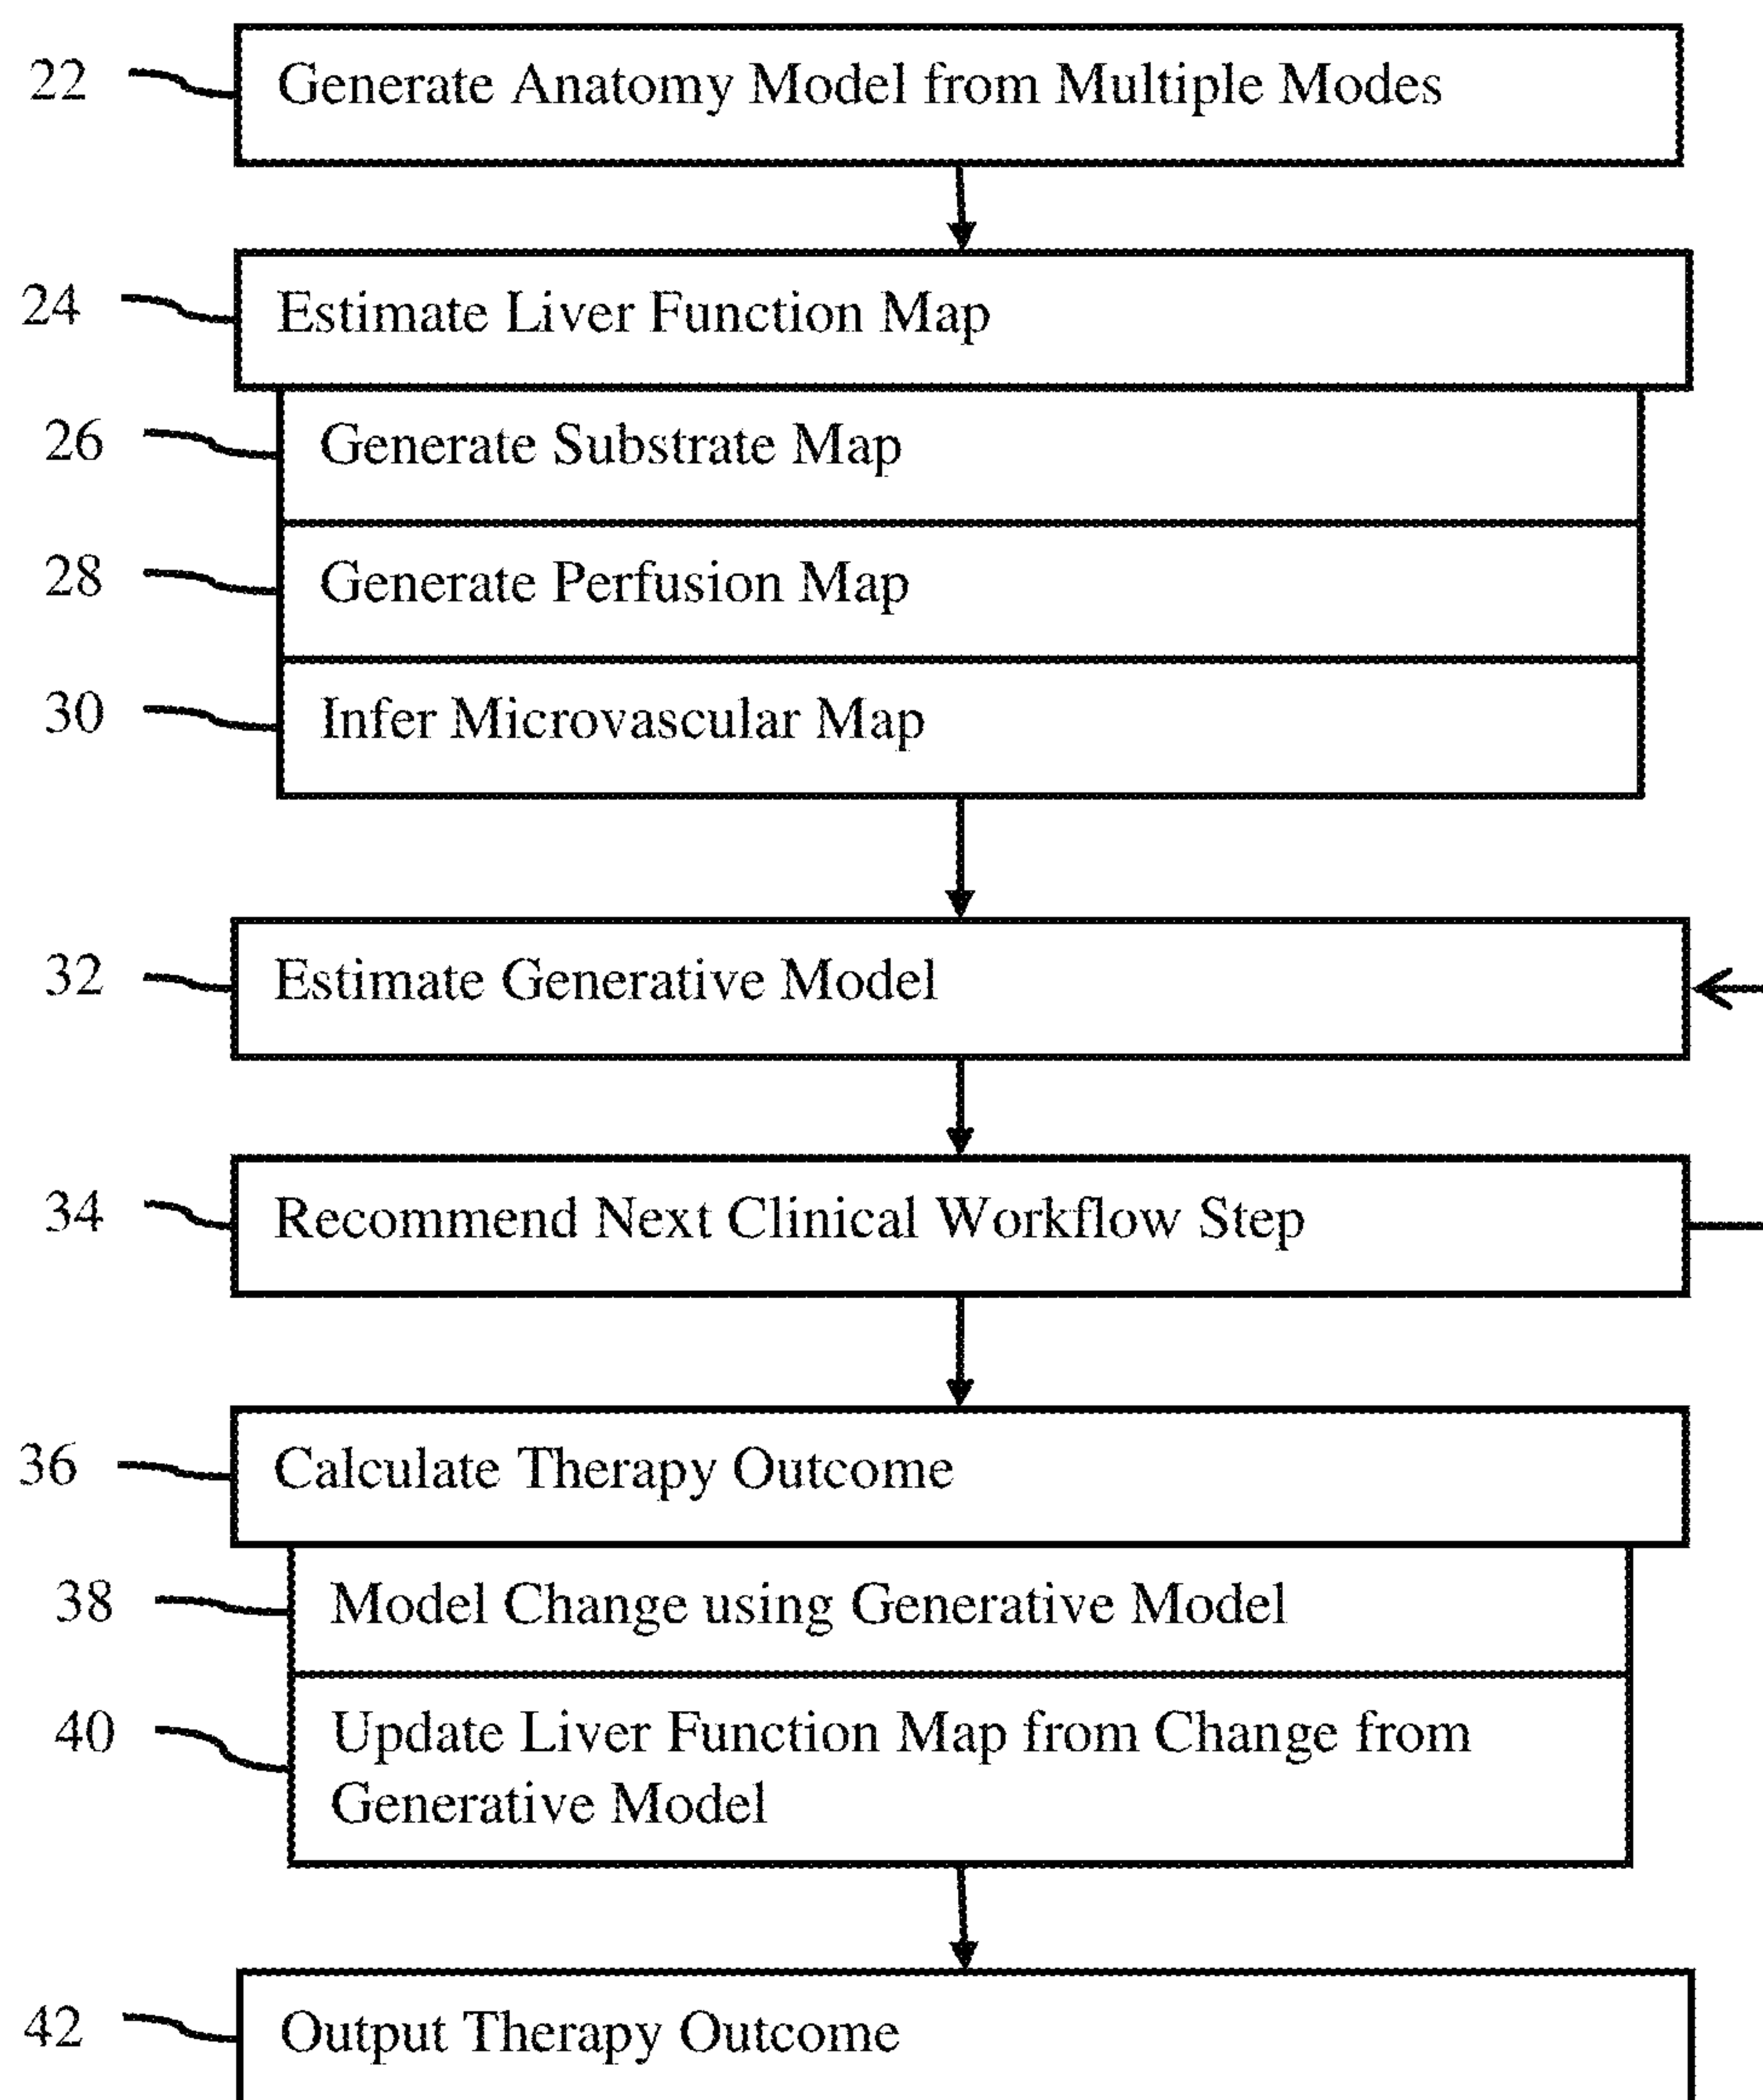 22 Generate Anatomy Model from Multiple Modes
24 Estimate Liver Function Map
26 Generate Substrate Map
28 Generate Perfusion Map
30 Infer Microvascular Map
32 Estimate Generative Model
34 Recommend Next Clinical Workflow Step
36 Calculate Therapy Outcome
38 Model Change using Generative Model
40 Update Liver Function Map from Change from
Generative Model
42 Output Therapy Outcome